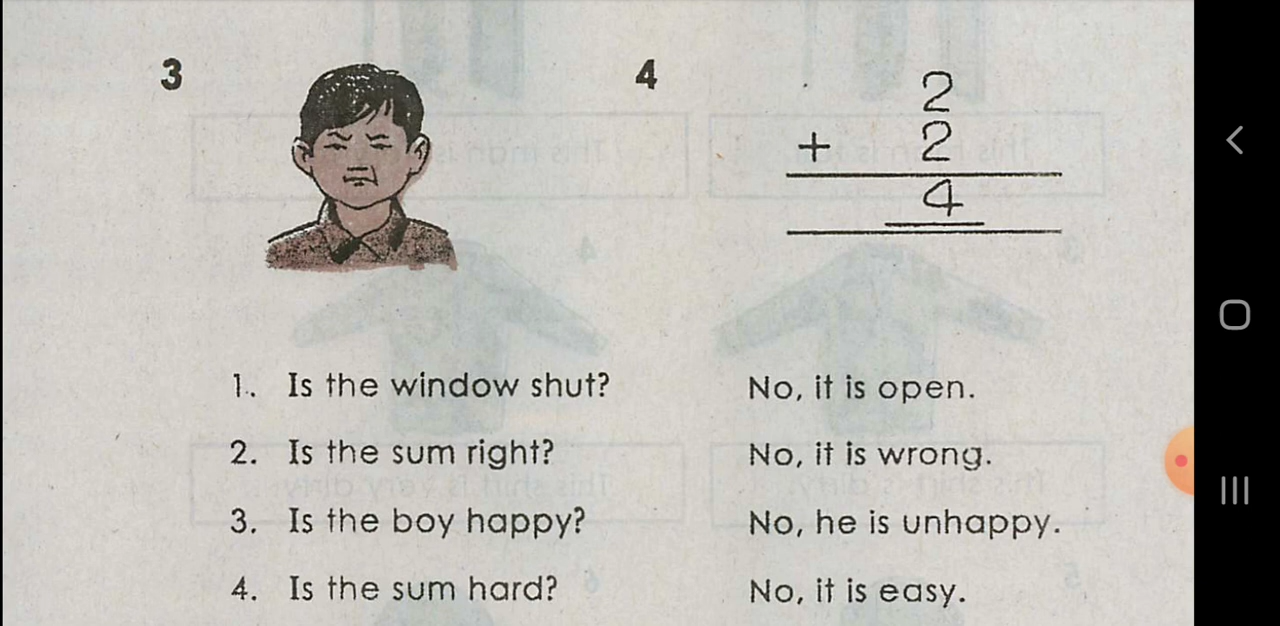 3
4
2
+ 2
4
1. Is the window shut? No, it is open.
2. Is the sum right? No, it is wrong.
3. Is the boy happy? No, he is unhappy.
4. Is the sum hard? No, it is easy.